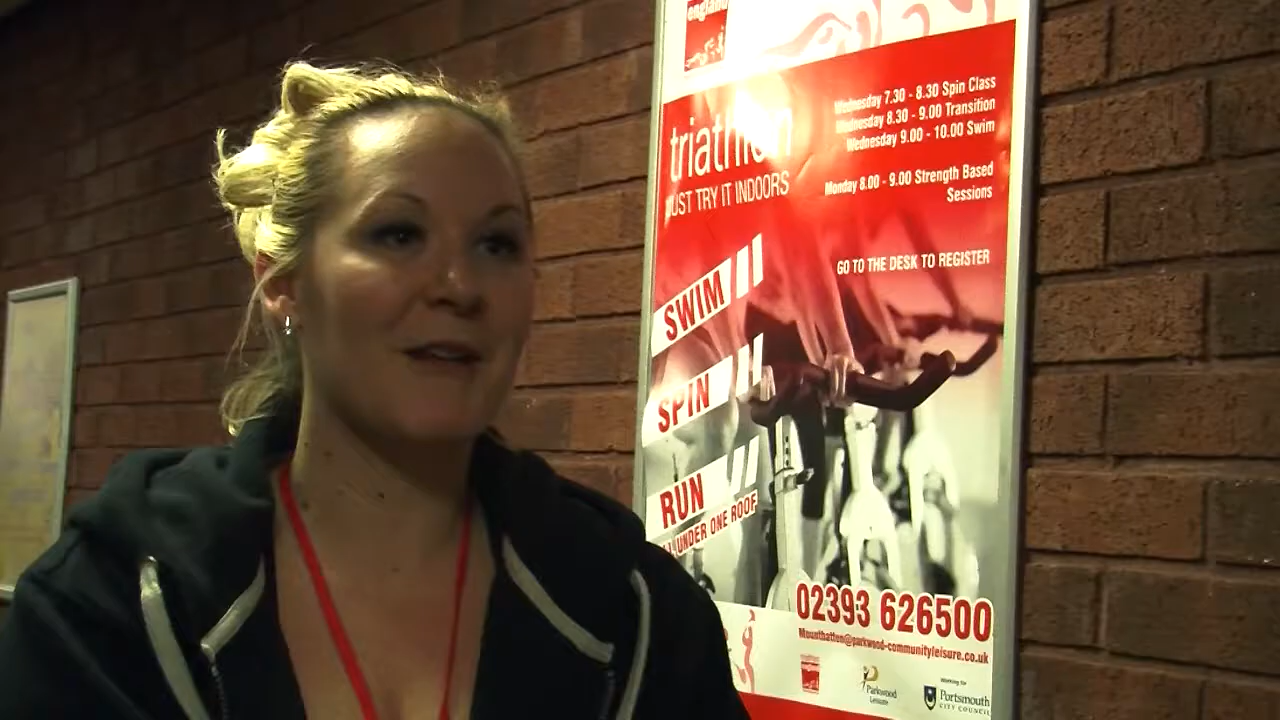 england
triathlon
JUST TRY IT INDOORS
Wednesday 7.30 - 8.30 Spin Class
Wednesday 8.30 - 9.00 Transition
Wednesday 9.00 - 10.00 Swim
Monday 8.00 - 9.00 Strength Based
Sessions
GO TO THE DESK TO REGISTER
SWIM
SPIN
RUN
ALL UNDER ONE ROOF
02393 626500
Mountbatten@parkwood-communityleisure.co.uk
Parkwood
Leisure
Working for
Portsmouth
CITY COUNCIL